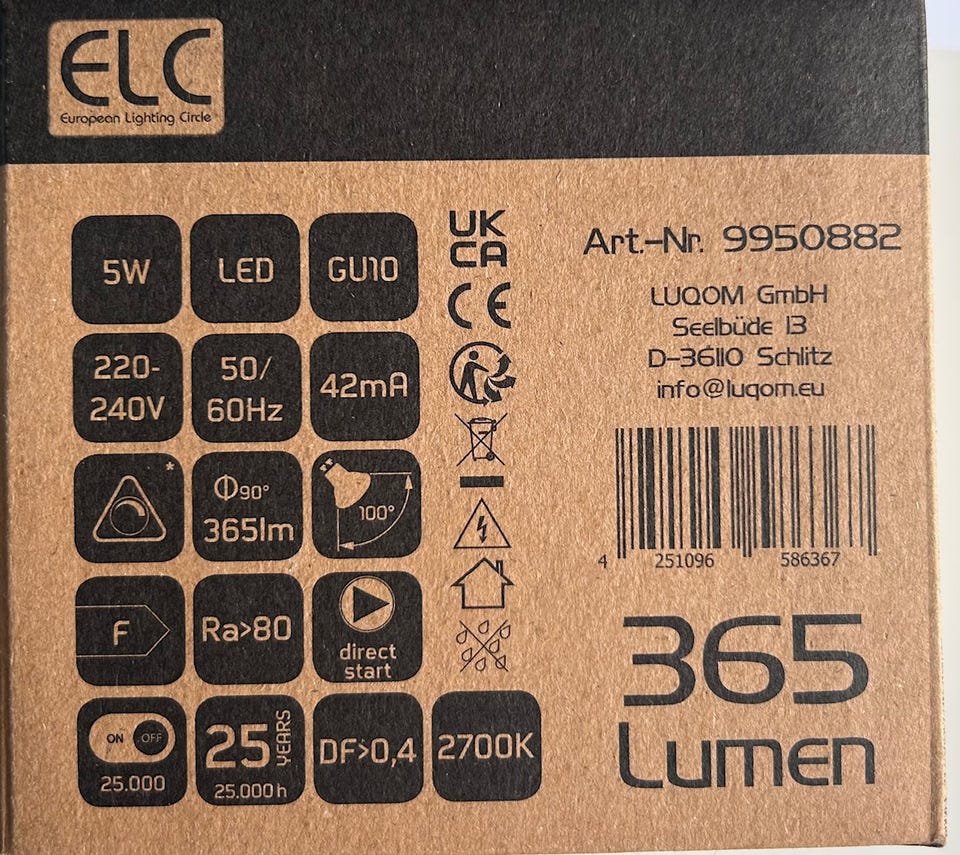 ELC
European Lighting Circle
5W
LED
GU10
220-
240V
50/
60Hz
42mA
*
Φ90°
365lm
100°
F
Ra>80
direct
start
ON OFF
25.000
25 YEARS
25.000h
DF>0,4
2700K
UK
CA
CE
Art.-Nr. 9950882
LUQOM GmbH
Seelbüde 13
D-36110 Schlitz
info@luqom.eu
4 251096 586367
365
Lumen